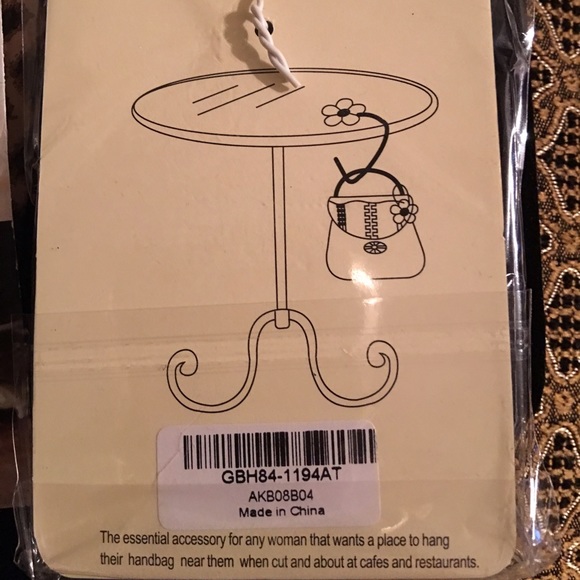 GBH84-1194AT
AKB08B04
Made in China
The essential accessory for any woman that wants a place to hang
their handbag near them when cut and about at cafes and restaurants.